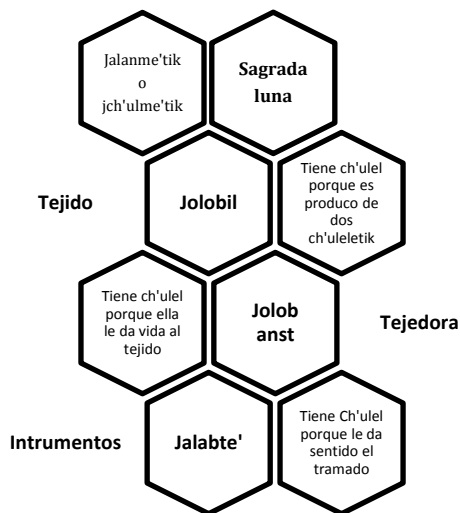 Jalanme'tik
o
jch'ulme'tik
Sagrada
luna
Tejido
Jolobil
Tiene ch'ulel
porque es
produco de
dos
ch'uleletik
Tiene ch'ulel
porque ella
le da vida al
tejido
Jolob
anst
Tejedora
Intrumentos
Jalabte'
Tiene Ch'ulel
porque le da
sentido el
tramado